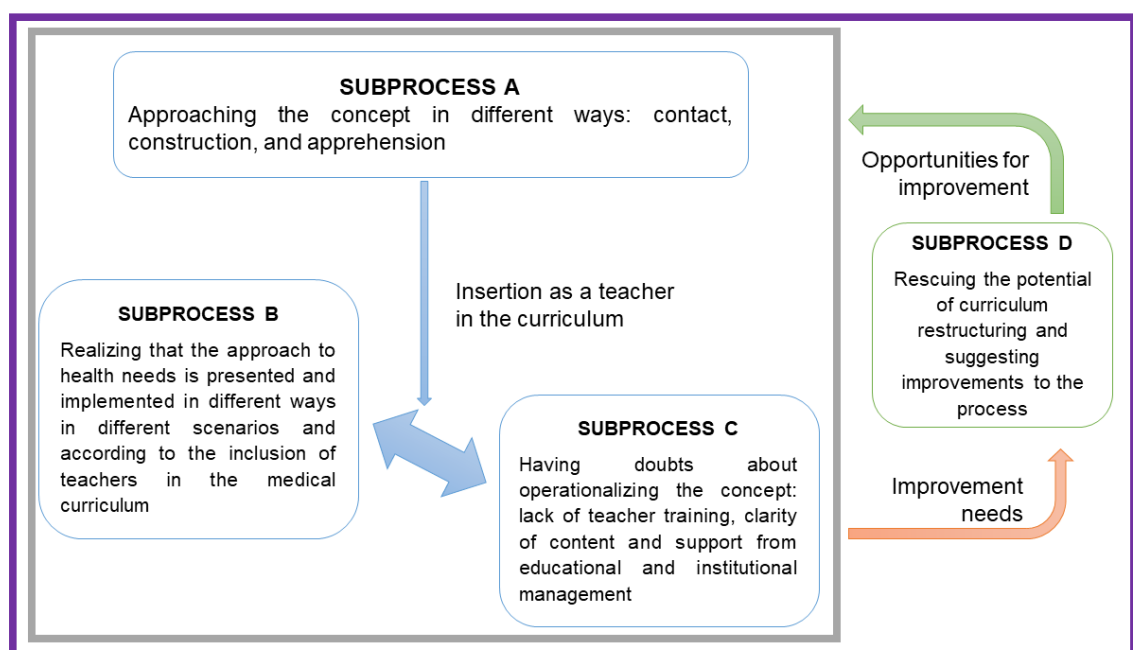 SUBPROCESS A
Approaching the concept in different ways: contact,
construction, and apprehension
Insertion as a teacher
in the curriculum
SUBPROCESS B
Realizing that the approach to
health needs is presented and
implemented in different ways
in different scenarios and
according to the inclusion of
teachers in the medical
curriculum
SUBPROCESS C
Having doubts about
operationalizing the concept:
lack of teacher training, clarity
of content and support from
educational and institutional
management
Opportunities for
improvement
SUBPROCESS D
Rescuing the potential
of curriculum
restructuring and
suggesting
improvements to the
process
Improvement
needs